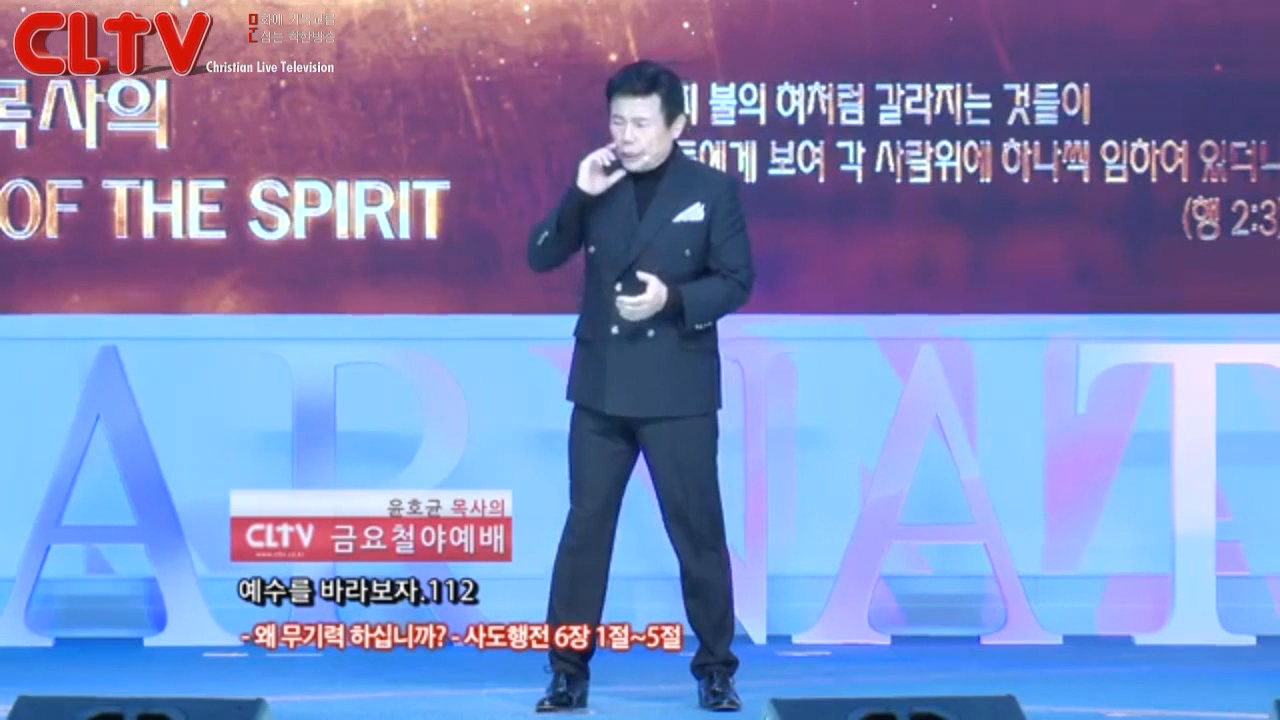 CLTV
Christian Live Television
목사의
OF THE SPIRIT
불의 혀처럼 갈라지는 것들이
보여 각 사람위에 하나씩 임하여 있더니
(행 2:3)
ARNAT
윤호균 목사의
CLTV 금요철야예배
예수를 바라보자.112
- 왜 무기력 하십니까? - 사도행전 6장 1절~5절